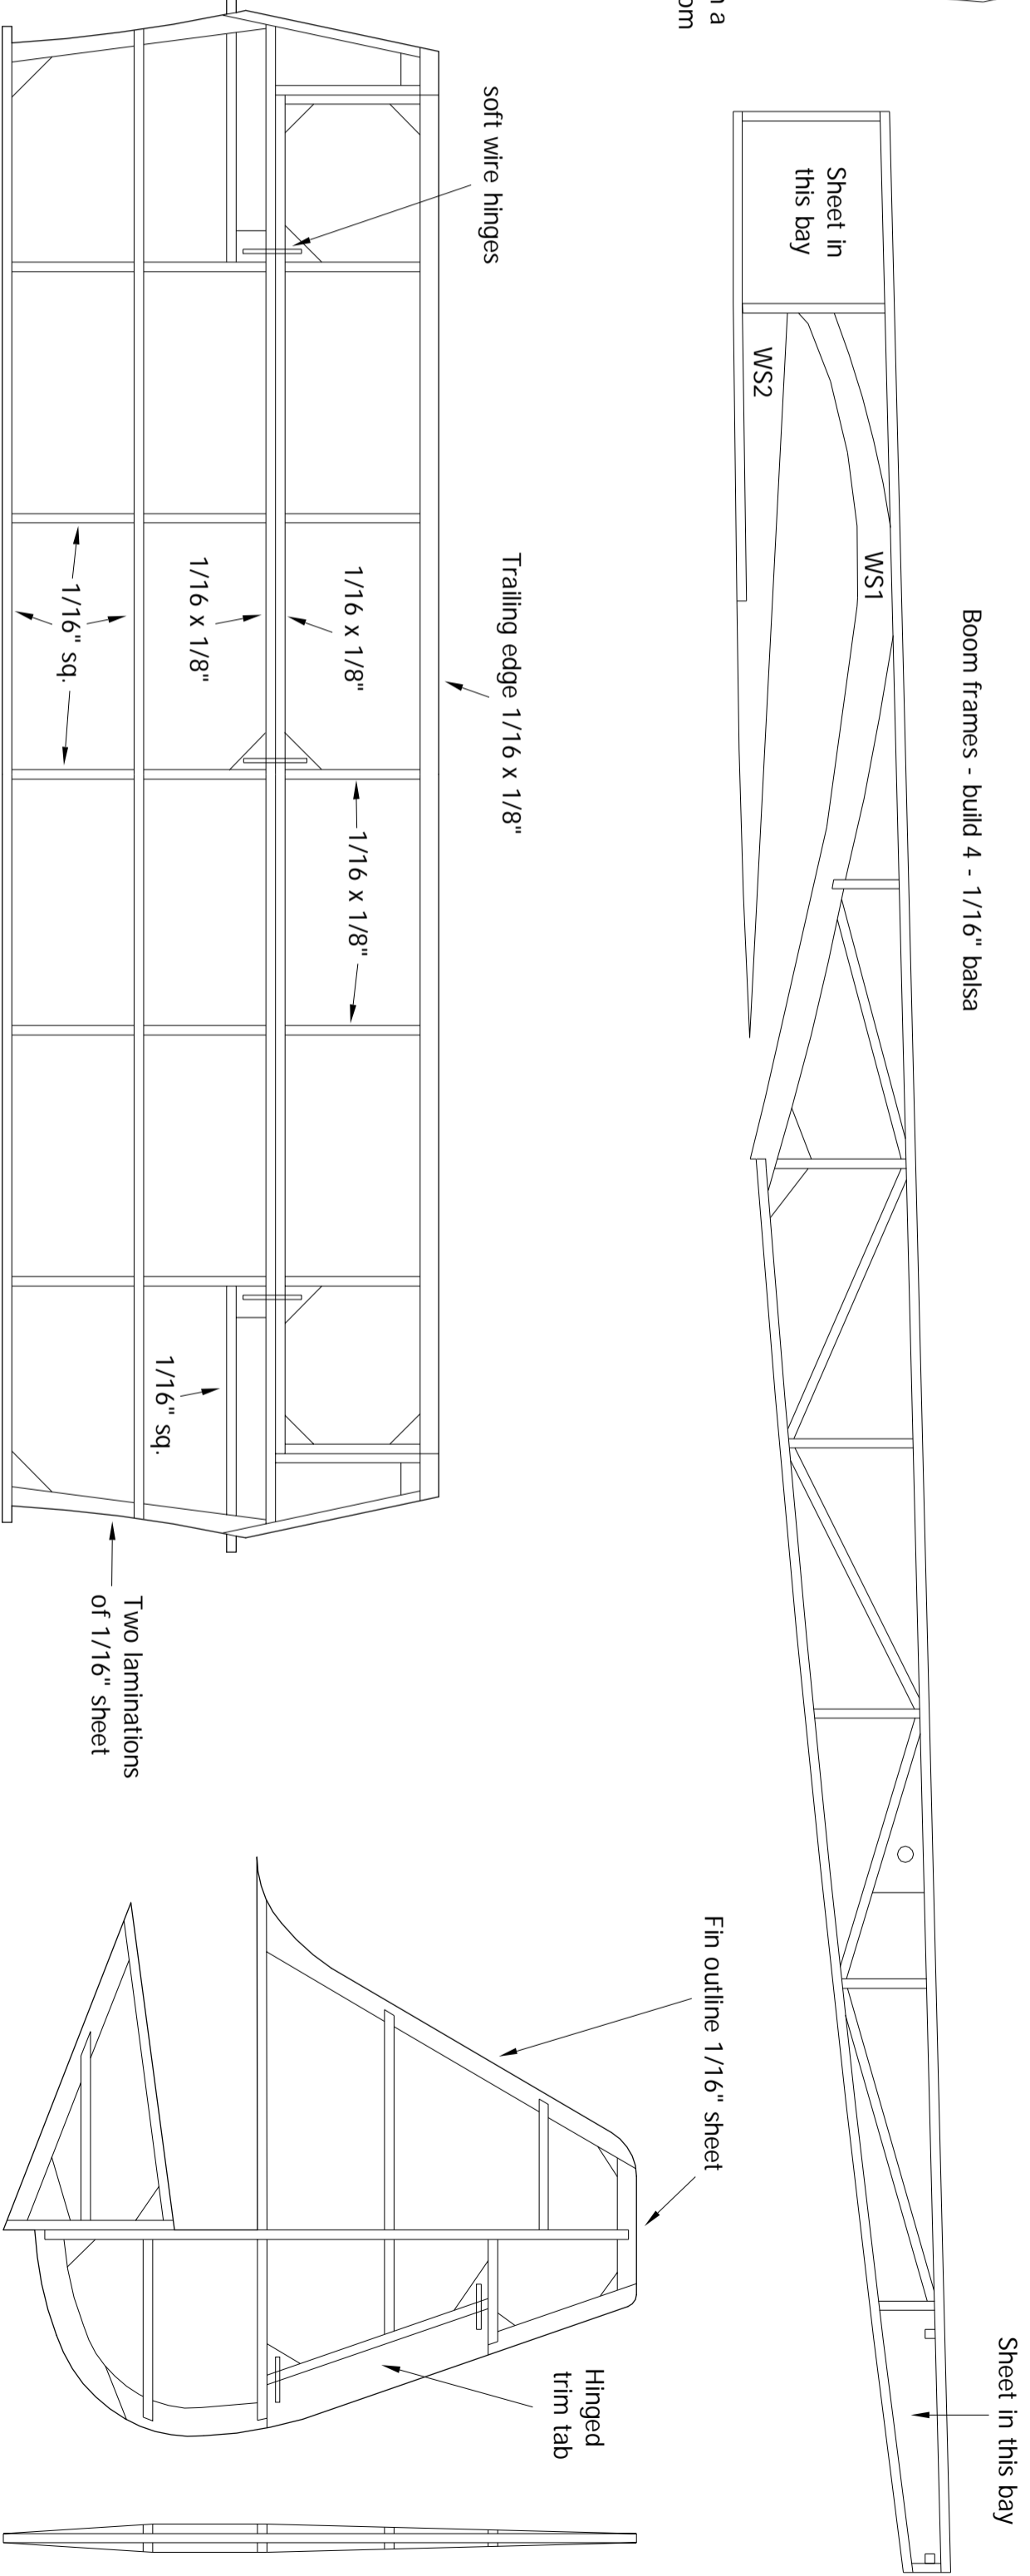 Boom frames - build 4 - 1/16" balsa
Sheet in
this bay
WS2
WS1
Sheet in this bay
soft wire hinges
Trailing edge 1/16 x 1/8"
1/16 x 1/8"
1/16 x 1/8"
1/16 x 1/8"
1/16" sq.
1/16" sq.
Two laminations
of 1/16" sheet
Fin outline 1/16" sheet
Hinged
trim tab